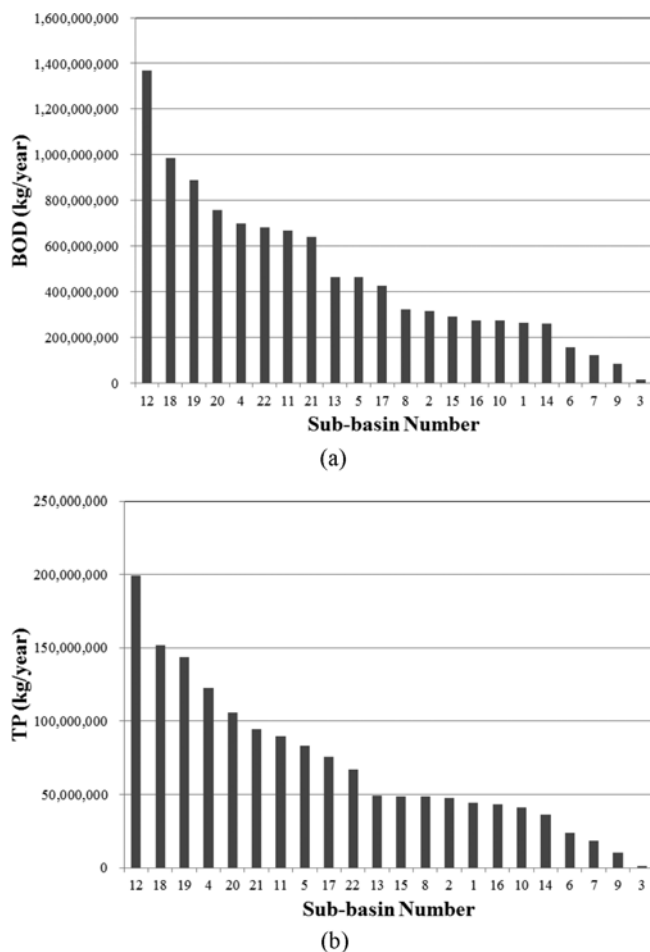 1,600,000,000
1,400,000,000
1,200,000,000
1,000,000,000
800,000,000
600,000,000
400,000,000
200,000,000
0
BOD (kg/year)
12 18 19 20 4 22 11 21 13 5 17 8 2 15 16 10 1 14 6 7 9 3
Sub-basin Number
(a)
250,000,000
200,000,000
150,000,000
100,000,000
50,000,000
0
TP (kg/year)
12 18 19 4 20 21 11 5 17 22 13 15 8 2 1 16 10 14 6 7 9 3
Sub-basin Number
(b)